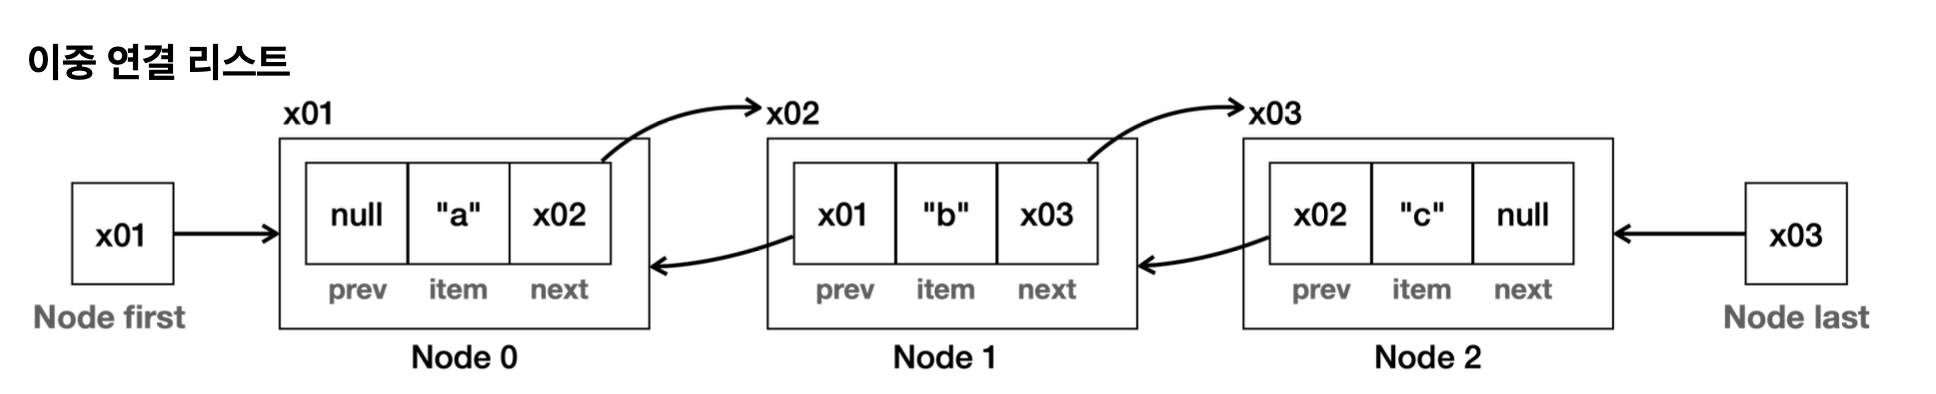 이중 연결 리스트
x01 x02 x03
x01 null "a" x02 x01 "b" x03 x02 "c" null x03
prev item next prev item next prev item next
Node first Node last
Node 0 Node 1 Node 2